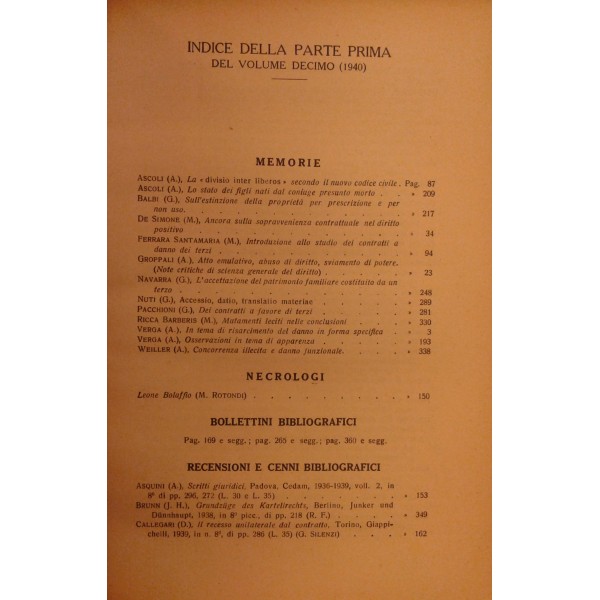 INDICE DELLA PARTE PRIMA
DEL VOLUME DECIMO (1940)
MEMORIE
ASCOLI (A.), La «divisio inter liberos» secondo il nuovo codice civile. . Pag. 87
ASCOLI (A.), Lo stato dei figli nati dal coniuge presunto morto . . . » 209
BALBI (G.), Sull'estinzione della proprietà per prescrizione e per
non uso . . . . . . . . . . . » 217
DE SIMONE (M.), Ancora sulla sopravvenienza contrattuale nel diritto
positivo . . . . . . . . . . . » 34
FERRARA SANTAMARIA (M.), Introduzione allo studio dei contratti a
danno dei terzi . . . . . . . . . . » 94
GROPPALI (A.), Atto emulativo, abuso di diritto, sviamento di potere.
(Note critiche di scienza generale del diritto) . . . . . » 23
NAVARRA (G.), L'accettazione del patrimonio familiare costituito da un
terzo . . . . . . . . . . . » 248
NUTI (G.), Accessio, datio, translatio materiae . . . . . » 289
PACCHIONI (G.), Dei contratti a favore di terzi . . . . . » 281
RICCA BARBERIS (M.), Mutamenti leciti nelle conclusioni . . . . » 330
VERGA (A.), In tema di risarcimento del danno in forma specifica . . » 3
VERGA (A.), Osservazioni in tema di apparenza . . . . . » 193
WEILLER (A.), Concorrenza illecita e danno funzionale. . . . . » 338
NECROLOGI
Leone Bolaffio (M. ROTONDI) . . . . . . . . » 150
BOLLETTINI BIBLIOGRAFICI
Pag. 169 e segg.; pag. 265 e segg.; pag. 360 e segg.
RECENSIONI E CENNI BIBLIOGRAFICI
ASQUINI (A.), Scritti giuridici. Padova, Cedam, 1936-1939, voll. 2, in
8º di pp. 296, 272 (L. 30 e L. 35) . . . . . . . » 153
BRUNN (J. H.), Grundzüge des Kartellrechts, Berlino, Junker und
Dünnhaupt, 1938, in 8º picc., di pp. 218 (R. F.) . . . . » 349
CALLEGARI (D.), Il recesso unilaterale dal contratto, Torino, Giappi-
chelli, 1939, in n. 8º, di pp. 286 (L. 35) (G. SILENZI) . . . » 162